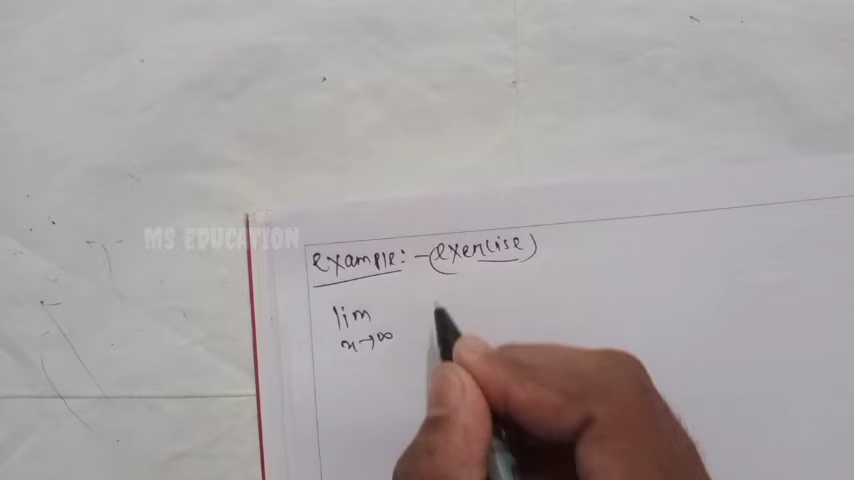 MS EDUCATION
example:- (exercise)
lim
x→∞